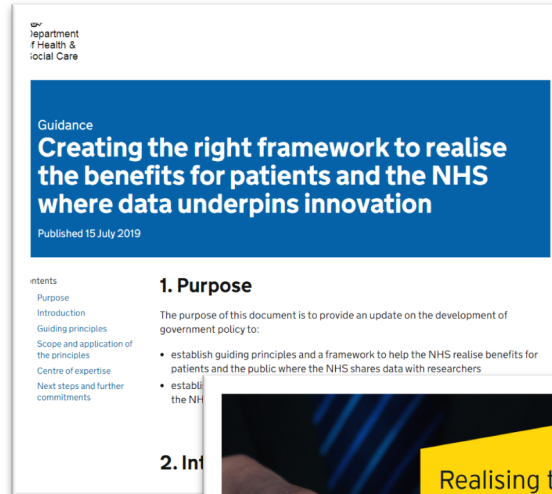 Department
of Health &
Social Care
Guidance
Creating the right framework to realise
the benefits for patients and the NHS
where data underpins innovation
Published 15 July 2019
ntents
Purpose
Introduction
Guiding principles
Scope and application of
the principles
Centre of expertise
Next steps and further
commitments
1. Purpose
The purpose of this document is to provide an update on the development of
government policy to:
• establish guiding principles and a framework to help the NHS realise benefits for
patients and the public where the NHS shares data with researchers
• establi
the NH
2. Int
Realising t